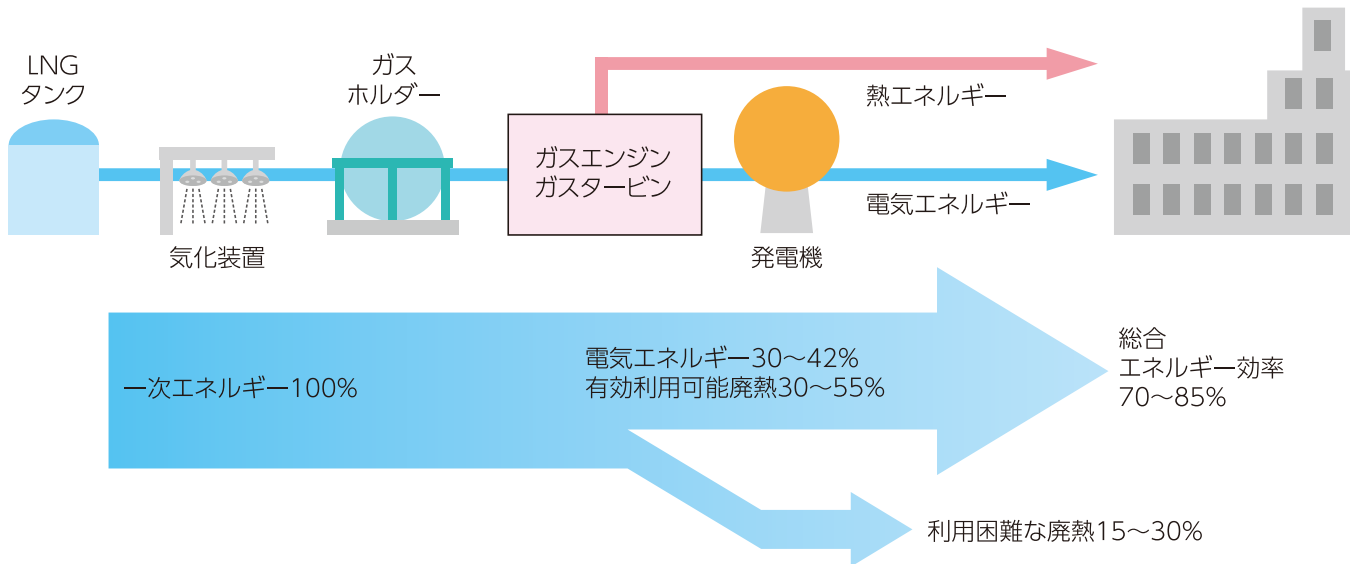 LNG
タンク
ガス
ホルダー
熱エネルギー
ガスエンジン
ガスタービン
電気エネルギー
気化装置
発電機
一次エネルギー100%
電気エネルギー30〜42%
有効利用可能廃熱30〜55%
総合
エネルギー効率
70〜85%
利用困難な廃熱15〜30%